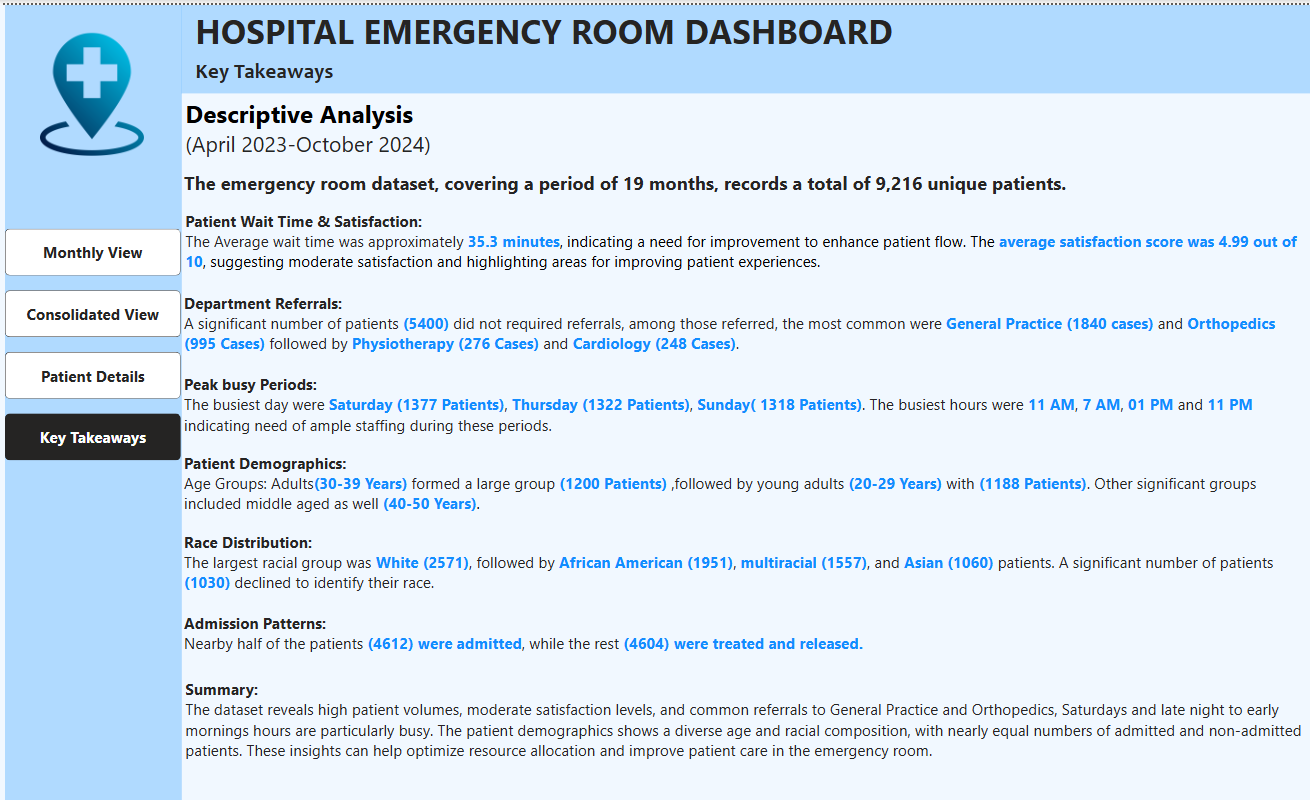 HOSPITAL EMERGENCY ROOM DASHBOARD
Key Takeaways
Monthly View
Consolidated View
Patient Details
Key Takeaways
Descriptive Analysis
(April 2023-October 2024)
The emergency room dataset, covering a period of 19 months, records a total of 9,216 unique patients.
Patient Wait Time & Satisfaction:
The Average wait time was approximately 35.3 minutes, indicating a need for improvement to enhance patient flow. The average satisfaction score was 4.99 out of
10, suggesting moderate satisfaction and highlighting areas for improving patient experiences.
Department Referrals:
A significant number of patients (5400) did not required referrals, among those referred, the most common were General Practice (1840 cases) and Orthopedics
(995 Cases) followed by Physiotherapy (276 Cases) and Cardiology (248 Cases).
Peak busy Periods:
The busiest day were Saturday (1377 Patients), Thursday (1322 Patients), Sunday( 1318 Patients). The busiest hours were 11 AM, 7 AM, 01 PM and 11 PM
indicating need of ample staffing during these periods.
Patient Demographics:
Age Groups: Adults(30-39 Years) formed a large group (1200 Patients) ,followed by young adults (20-29 Years) with (1188 Patients). Other significant groups
included middle aged as well (40-50 Years).
Race Distribution:
The largest racial group was White (2571), followed by African American (1951), multiracial (1557), and Asian (1060) patients. A significant number of patients
(1030) declined to identify their race.
Admission Patterns:
Nearby half of the patients (4612) were admitted, while the rest (4604) were treated and released.
Summary:
The dataset reveals high patient volumes, moderate satisfaction levels, and common referrals to General Practice and Orthopedics, Saturdays and late night to early
mornings hours are particularly busy. The patient demographics shows a diverse age and racial composition, with nearly equal numbers of admitted and non-admitted
patients. These insights can help optimize resource allocation and improve patient care in the emergency room.